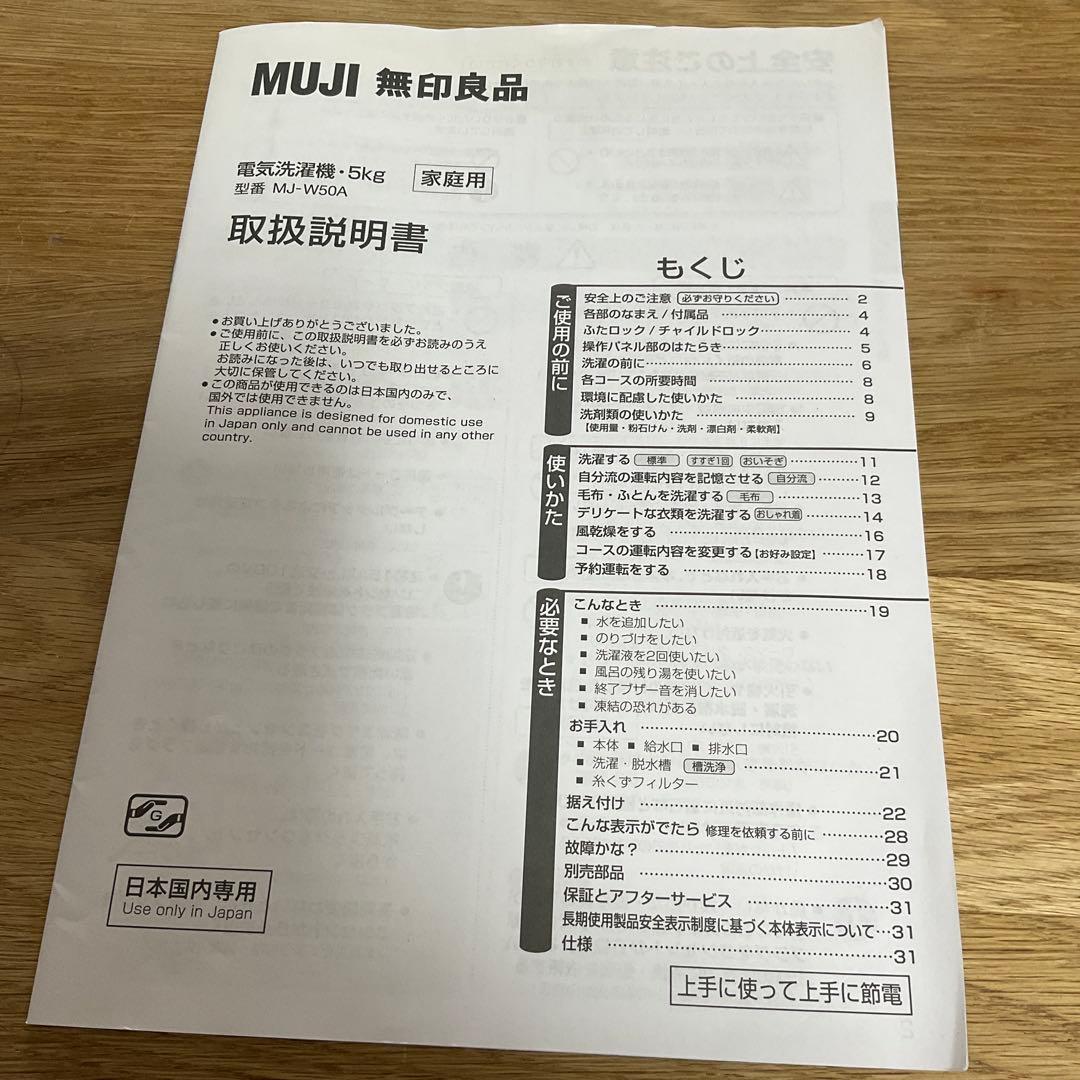 MUJI 無印良品
電気洗濯機・5kg
型番 MJ-W50A
家庭用
取扱説明書
●お買い上げありがとうございました。
●ご使用前に、この取扱説明書を必ずお読みのうえ
正しくお使いください。
お読みになった後は、いつでも取り出せるところに
大切に保管してください。
●この商品が使用できるのは日本国内のみで、
国外では使用できません。
This appliance is designed for domestic use
in Japan only and cannot be used in any other
country.
G
日本国内専用
Use only in Japan
もくじ
ご使用の前に
安全上のご注意 必ずお守りください ……………2
各部のなまえ/付属品 ……………4
ふたロック/チャイルドロック……………4
操作パネル部のはたらき……………5
洗濯の前に……………6
各コースの所要時間 ……………8
環境に配慮した使いかた ……………8
洗剤類の使いかた ……………9
【使用量・粉石けん・洗剤・漂白剤・柔軟剤】
使いかた
洗濯する 標準 すすぎ1回 おいそぎ ……………11
自分流の運転内容を記憶させる 自分流 ……………12
毛布・ふとんを洗濯する 毛布 ……………13
デリケートな衣類を洗濯する おしゃれ着 ……………14
風乾燥をする ……………16
コースの運転内容を変更する【お好み設定】……………17
予約運転をする ……………18
必要なとき
こんなとき ……………19
■ 水を追加したい
■ のりづけをしたい
■ 洗濯液を2回使いたい
■ 風呂の残り湯を使いたい
■ 終了ブザー音を消したい
■ 凍結の恐れがある
お手入れ ……………20
■ 本体 ■ 給水口 ■ 排水口
■ 洗濯・脱水槽 槽洗浄 ……………21
■ 糸くずフィルター
据え付け ……………22
こんな表示がでたら 修理を依頼する前に ……………28
故障かな? ……………29
別売部品 ……………30
保証とアフターサービス ……………31
長期使用製品安全表示制度に基づく本体表示について…31
仕様 ……………31
上手に使って上手に節電